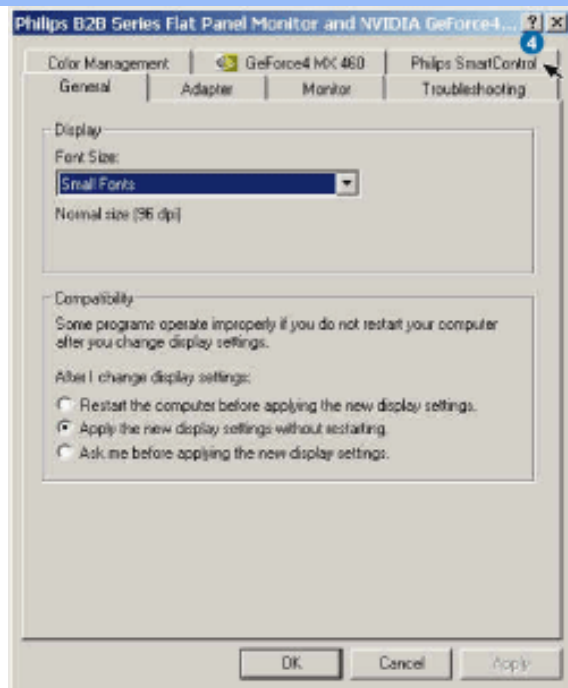 Philips B2B Series Flat Panel Monitor and NVIDIA GeForce4...
4
Color Management GeForce4 MX 460 Philips SmartControl
General Adapter Monitor Troubleshooting
Display
Font Size:
Small Fonts
Normal size (96 dpi)
Compatibility
Some programs operate improperly if you do not restart your computer
after you change display settings.
After I change display settings:
Restart the computer before applying the new display settings.
Apply the new display settings without restarting.
Ask me before applying the new display settings.
OK Cancel Apply